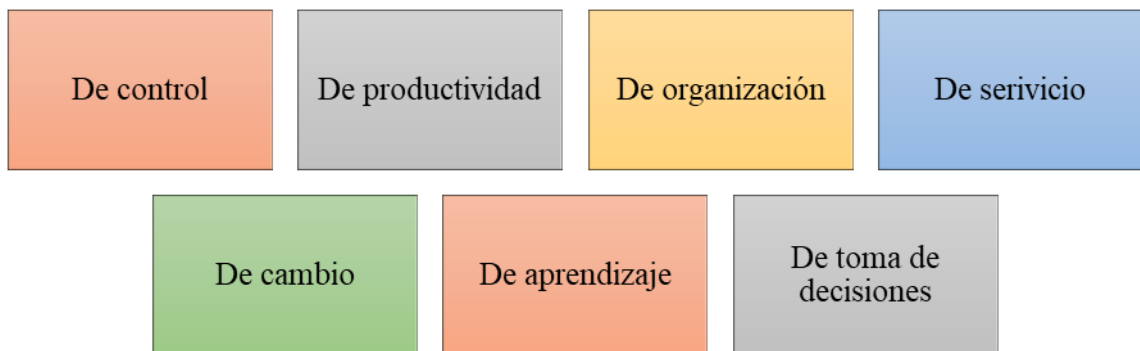 De control
De productividad
De organización
De serivicio
De cambio
De aprendizaje
De toma de
decisiones